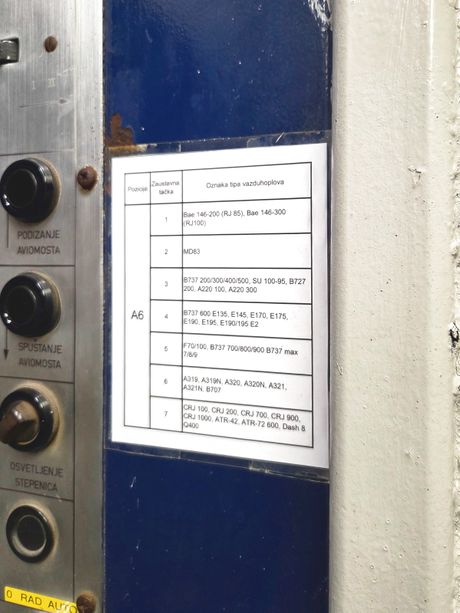 PODIZANJE
AVIOMOSTA
SPUŠTANJE
AVIOMOSTA
OSVETLJENJE
STEPENICA
0 RAD AUTO
Pozicija
Zaustavna
tačka
Oznaka tipa vazduhoplova
A6
1
Bae 146-200 (RJ 85), Bae 146-300
(RJ100)
2
MD83
3
B737 200/300/400/500, SU 100-95, B727
200, A220 100, A220 300
4
B737 600 E135, E145, E170, E175,
E190, E195, E190/195 E2
5
F70/100, B737 700/800/900 B737 max
7/8/9
6
A319, A319N, A320, A320N, A321,
A321N, B707
7
CRJ 100, CRJ 200, CRJ 700, CRJ 900,
CRJ 1000, ATR-42, ATR-72 600, Dash 8
Q400